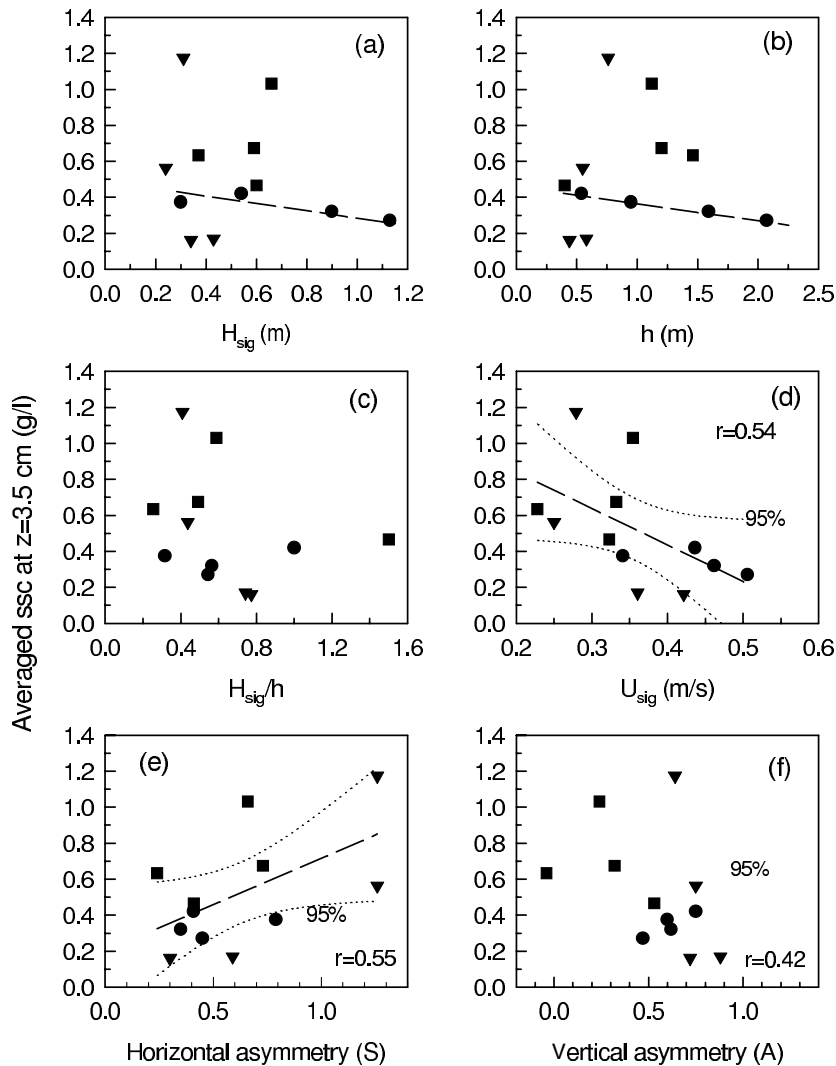 Averaged ssc at z=3.5 cm (g/l)
(a)
1.4
1.2
1.0
0.8
0.6
0.4
0.2
0.0
0.0 0.2 0.4 0.6 0.8 1.0 1.2
H_sig (m)
(b)
1.4
1.2
1.0
0.8
0.6
0.4
0.2
0.0
0.0 0.5 1.0 1.5 2.0 2.5
h (m)
(c)
1.4
1.2
1.0
0.8
0.6
0.4
0.2
0.0
0.0 0.4 0.8 1.2 1.6
H_sig/h
(d)
r=0.54
95%
1.4
1.2
1.0
0.8
0.6
0.4
0.2
0.0
0.2 0.3 0.4 0.5 0.6
U_sig (m/s)
(e)
95%
r=0.55
1.4
1.2
1.0
0.8
0.6
0.4
0.2
0.0
0.0 0.5 1.0
Horizontal asymmetry (S)
(f)
95%
r=0.42
1.4
1.2
1.0
0.8
0.6
0.4
0.2
0.0
0.0 0.5 1.0
Vertical asymmetry (A)